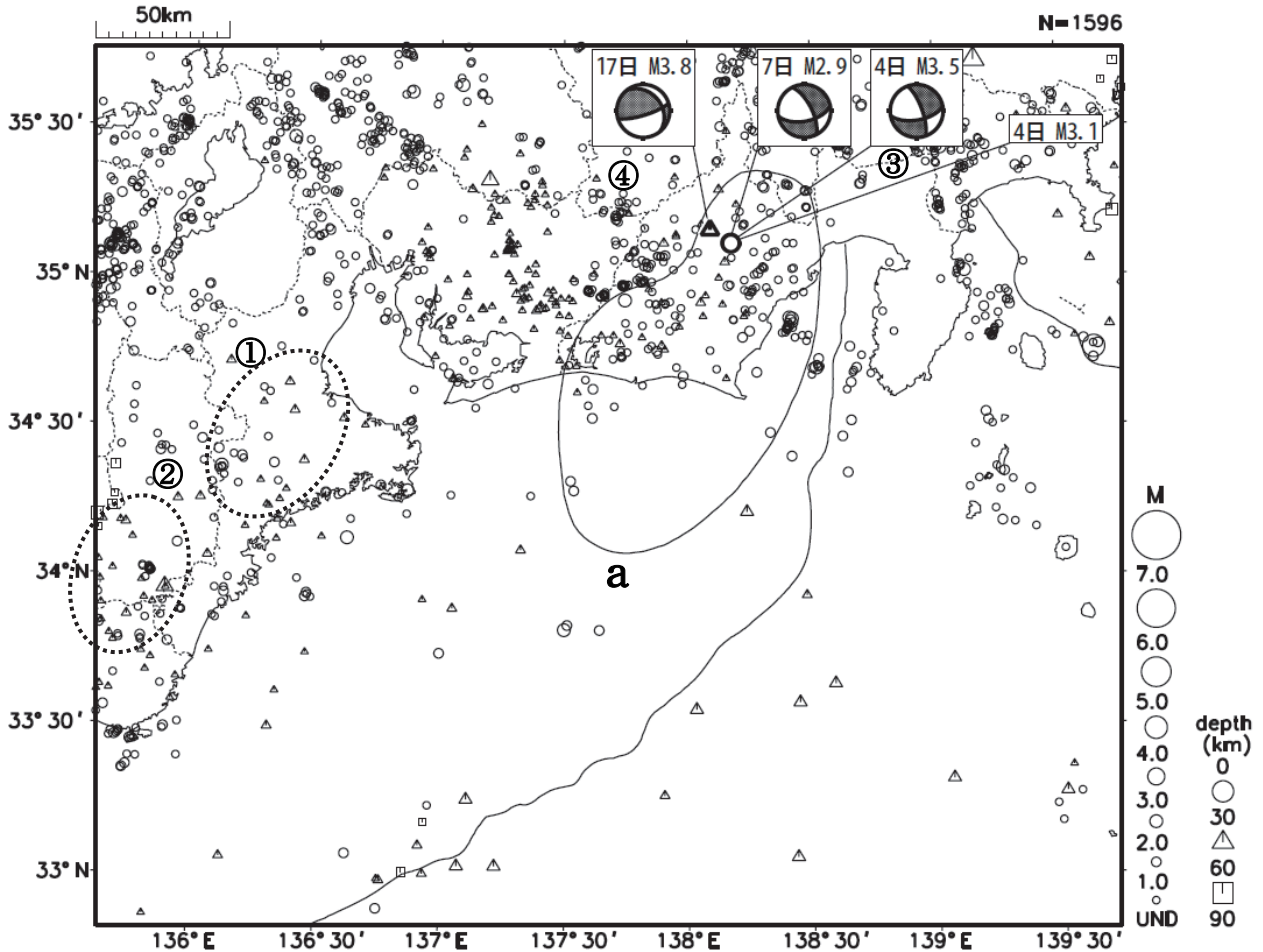 50km
N=1596
17日 M3.8
7日 M2.9
4日 M3.5
4日 M3.1
35°30′
④
③
35°N
①
34°30′
②
M
34°N
a
7.0
6.0
33°30′
5.0
depth
(km)
4.0
0
3.0
30
2.0
33°N
60
1.0
UND
90
136°E
136°30′
137°E
137°30′
138°E
138°30′
139°E
139°30′